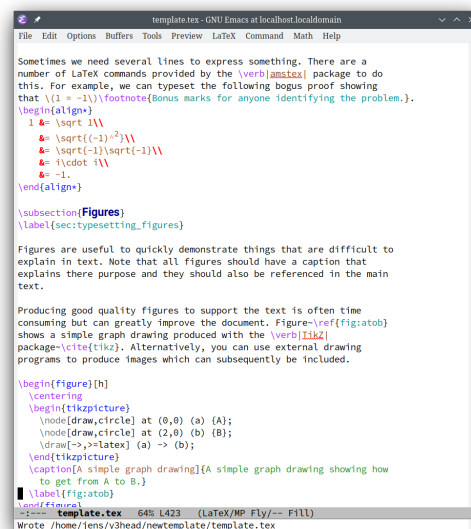 template.tex - GNU Emacs at localhost.localdomain
File Edit Options Buffers Tools Preview LaTeX Command Math Help
Sometimes we need several lines to express something. There are a
number of LaTeX commands provided by the \verb|amstex| package to do
this. For example, we can typeset the following bogus proof showing
that \(1 = -1\)\footnote{Bonus marks for anyone identifying the problem.}.
\begin{align*}
1 &= \sqrt 1\\
&= \sqrt{(-1)^2}\\
&= \sqrt{-1}\sqrt{-1}\\
&= i\cdot i\\
&= -1.
\end{align*}
\subsection{Figures}
\label{sec:typesetting_figures}
Figures are useful to quickly demonstrate things that are difficult to
explain in text. Note that all figures should have a caption that
explains there purpose and they should also be referenced in the main
text.
Producing good quality figures to support the text is often time
consuming but can greatly improve the document. Figure~\ref{fig:atob}
shows a simple graph drawing produced with the \verb|TikZ|
package~\cite{tikz}. Alternatively, you can use external drawing
programs to produce images which can subsequently be included.
\begin{figure}[h]
\centering
\begin{tikzpicture}
\node[draw,circle] at (0,0) (a) {A};
\node[draw,circle] at (2,0) (b) {B};
\draw[->,>=latex] (a) -> (b);
\end{tikzpicture}
\caption[A simple graph drawing]{A simple graph drawing showing how
to get from A to B.}
\label{fig:atob}
\end{figure}
-:--- template.tex 64% L423 (LaTeX/MP Fly/-- Fill)
Wrote /home/jens/v3head/newtemplate/template.tex